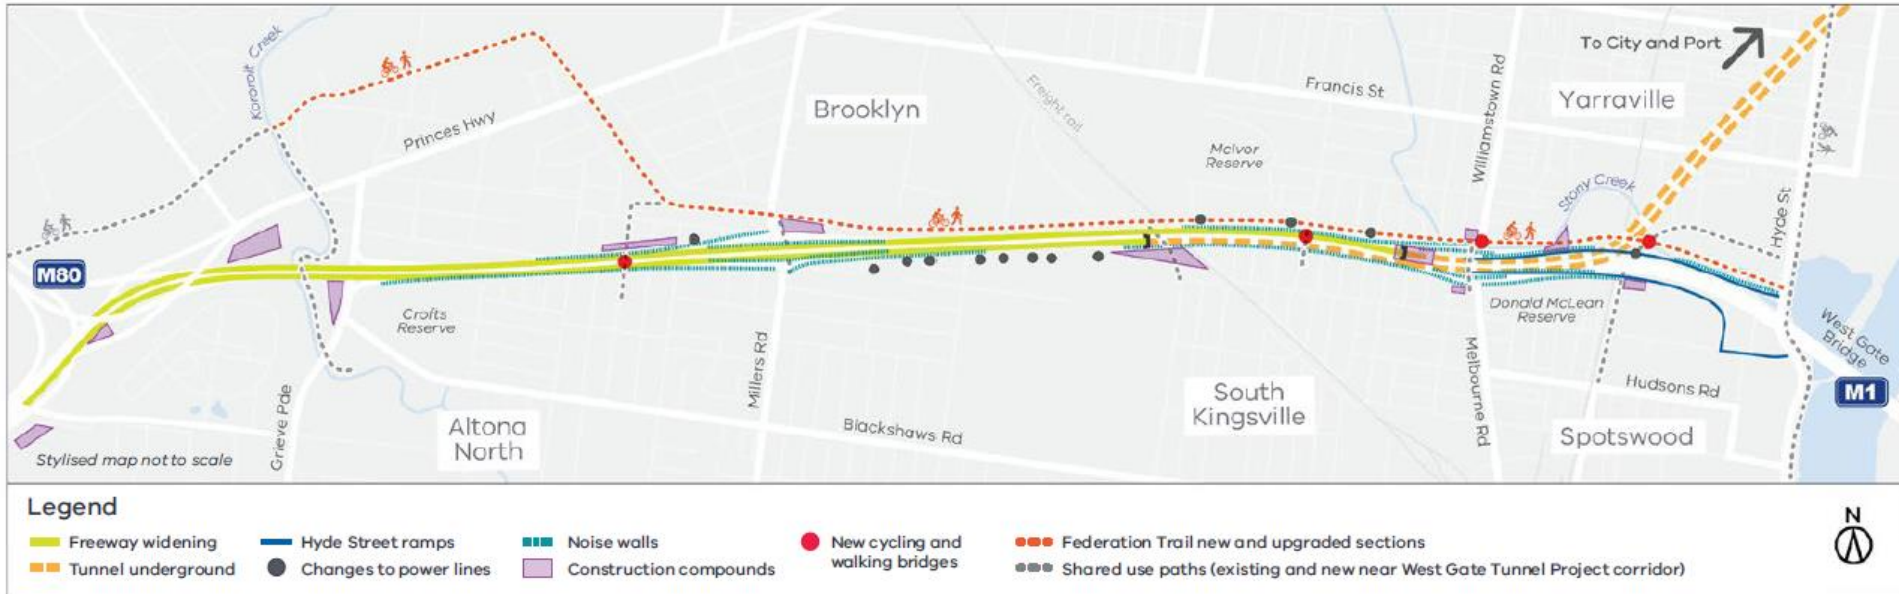 To City and Port
Kororoit Creek
Princes Hwy
Brooklyn
Freight rail
Francis St
Williamstown Rd
Yarraville
McIvor
Reserve
Stony Creek
Hyde St
M80
Crofts
Reserve
Donald McLean
Reserve
West Gate
Bridge
Millers Rd
Melbourne Rd
Hudsons Rd
M1
Grieve Pde
Altona
North
Blackshaws Rd
South
Kingsville
Spotswood
Stylised map not to scale
Legend
Freeway widening
Tunnel underground
Hyde Street ramps
Changes to power lines
Noise walls
Construction compounds
New cycling and
walking bridges
Federation Trail new and upgraded sections
Shared use paths (existing and new near West Gate Tunnel Project corridor)
N